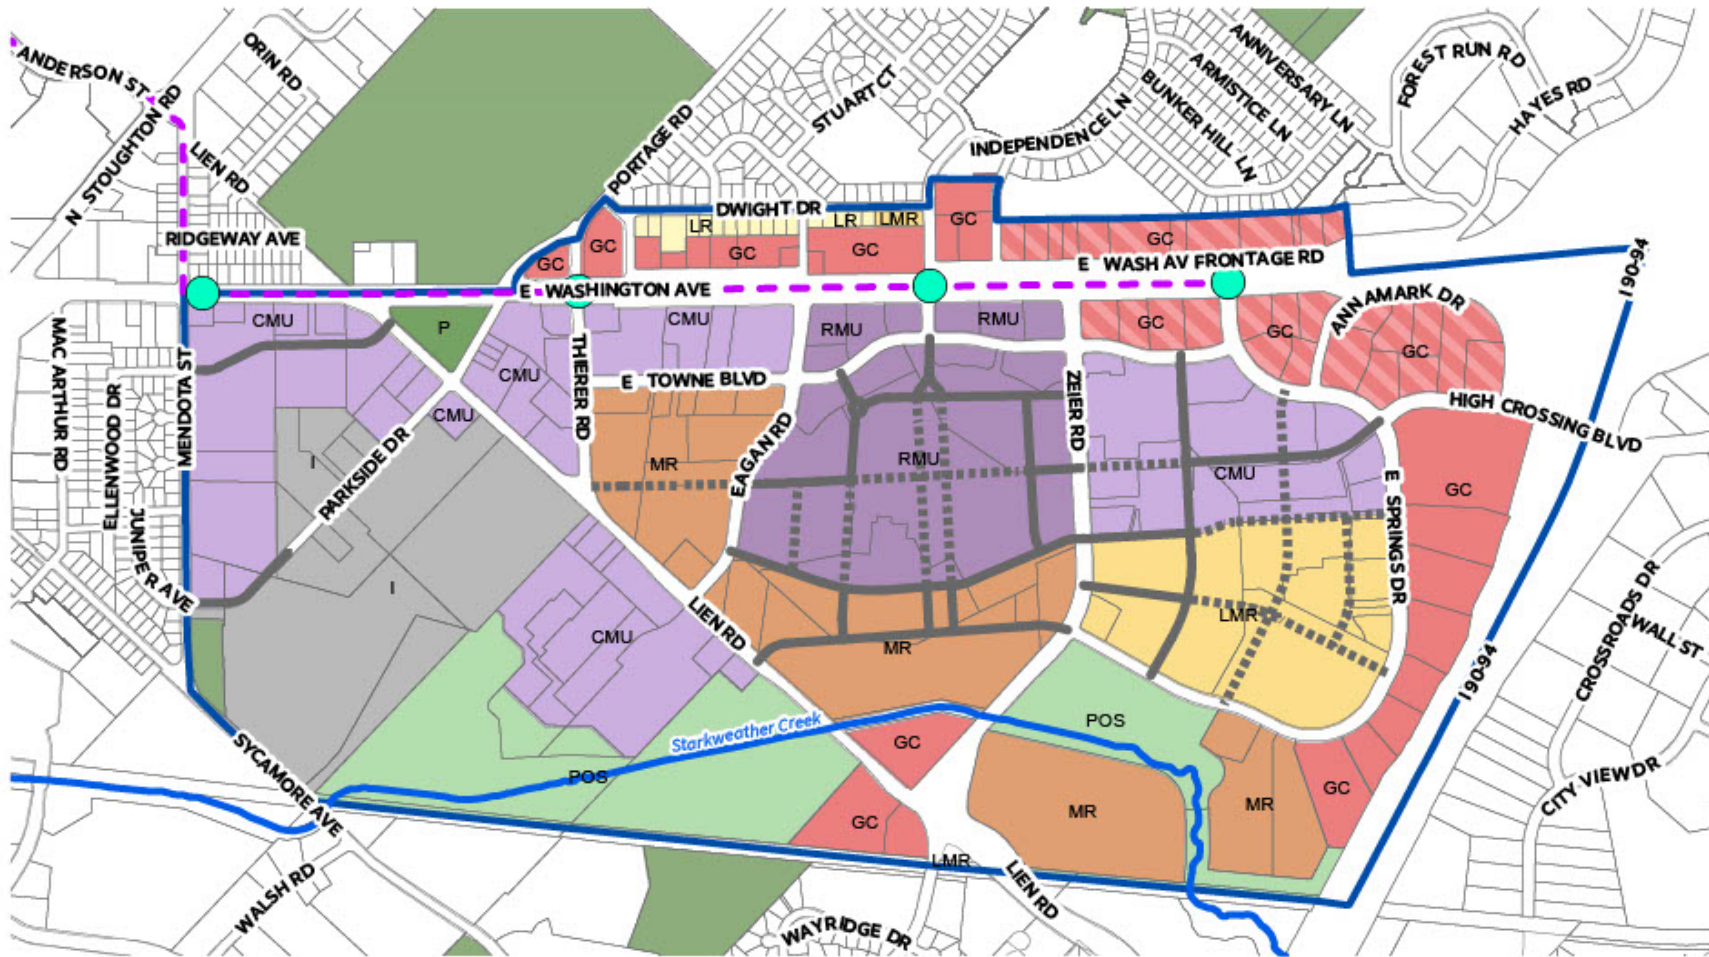 ANDERSON ST
ORIN RD
N STOUGHTON RD
LIEN RD
RIDGEWAY AVE
PORTAGE RD
STUART CT
INDEPENDENCE LN
ANNIVERSARY LN
ARMISTICE LN
BUNKER HILL LN
FOREST RUN RD
HAYES RD
DWIGHT DR
LR
LR
LMR
GC
GC
GC
GC
GC
GC
E WASH AV FRONTAGE RD
E WASHINGTON AVE
I 90-94
ANNAMARK DR
CMU
P
CMU
RMU
RMU
GC
GC
GC
MAC ARTHUR RD
ELLENWOOD DR
JUNIPER AVE
MENDOTA ST
CMU
THIERER RD
E TOWNE BLVD
ZEIER RD
HIGH CROSSING BLVD
CMU
PARKSIDE DR
I
MR
EAGAN RD
RMU
CMU
E SPRINGS DR
GC
I
CMU
LIEN RD
MR
LMR
CROSSROADS DR
WALL ST
I 90-94
POS
Starkweather Creek
GC
POS
SYCAMORE AVE
MR
MR
GC
CITY VIEW DR
GC
LMR
LIEN RD
WALSH RD
WAYRIDGE DR